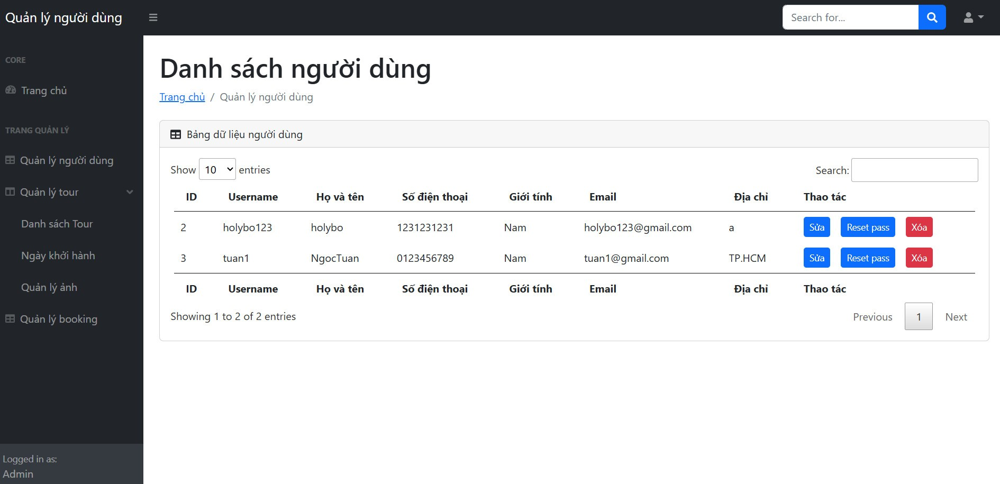 Quản lý người dùng
Search for...
CORE
Trang chủ
TRANG QUẢN LÝ
Quản lý người dùng
Quản lý tour
Danh sách Tour
Ngày khởi hành
Quản lý ảnh
Quản lý booking
Logged in as:
Admin
Danh sách người dùng
Trang chủ / Quản lý người dùng
Bảng dữ liệu người dùng
Show 10 entries Search:
ID Username Họ và tên Số điện thoại Giới tính Email Địa chỉ Thao tác
2 holybo123 holybo 1231231231 Nam holybo123@gmail.com a Sửa Reset pass Xóa
3 tuan1 NgocTuan 0123456789 Nam tuan1@gmail.com TP.HCM Sửa Reset pass Xóa
ID Username Họ và tên Số điện thoại Giới tính Email Địa chỉ Thao tác
Showing 1 to 2 of 2 entries Previous 1 Next